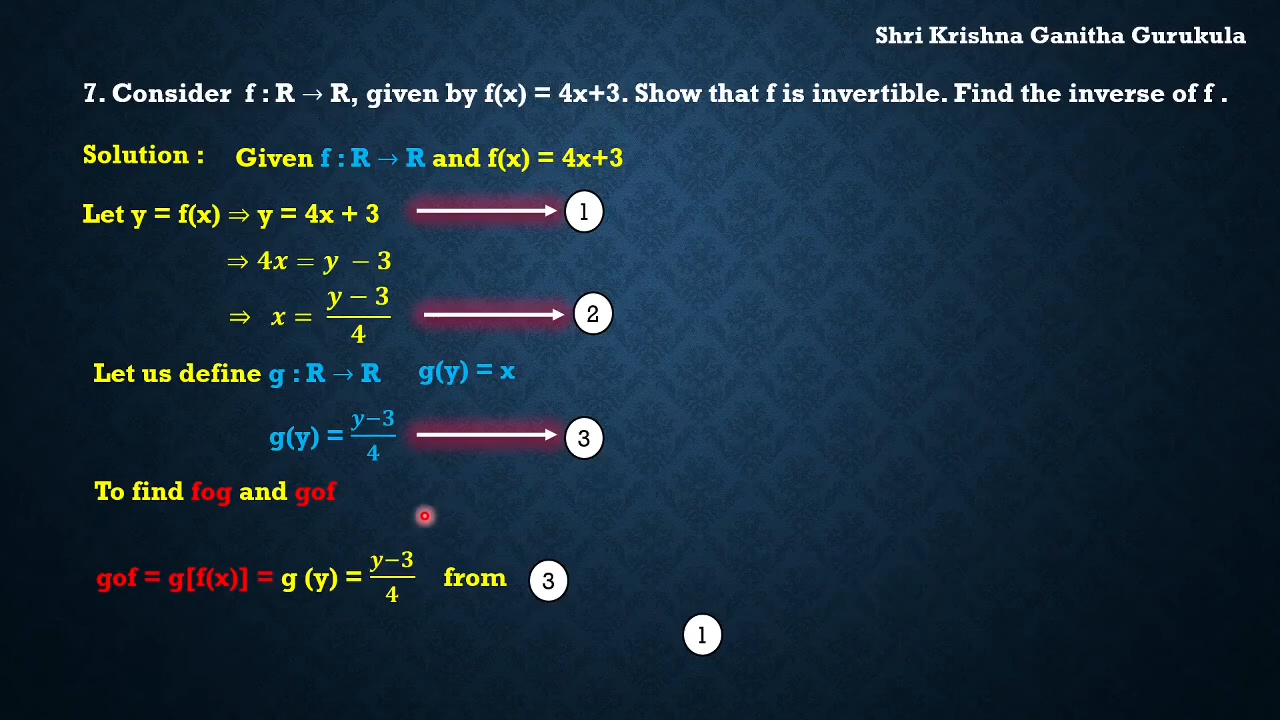 Shri Krishna Ganitha Gurukula
7. Consider f : R → R, given by f(x) = 4x+3. Show that f is invertible. Find the inverse of f .
Solution : Given f : R → R and f(x) = 4x+3
Let y = f(x) ⇒ y = 4x + 3 1
⇒ 4x = y − 3
⇒ x = (y − 3)/4 2
Let us define g : R → R g(y) = x
g(y) = (y−3)/4 3
To find fog and gof
gof = g[f(x)] = g (y) = (y−3)/4 from 3
1